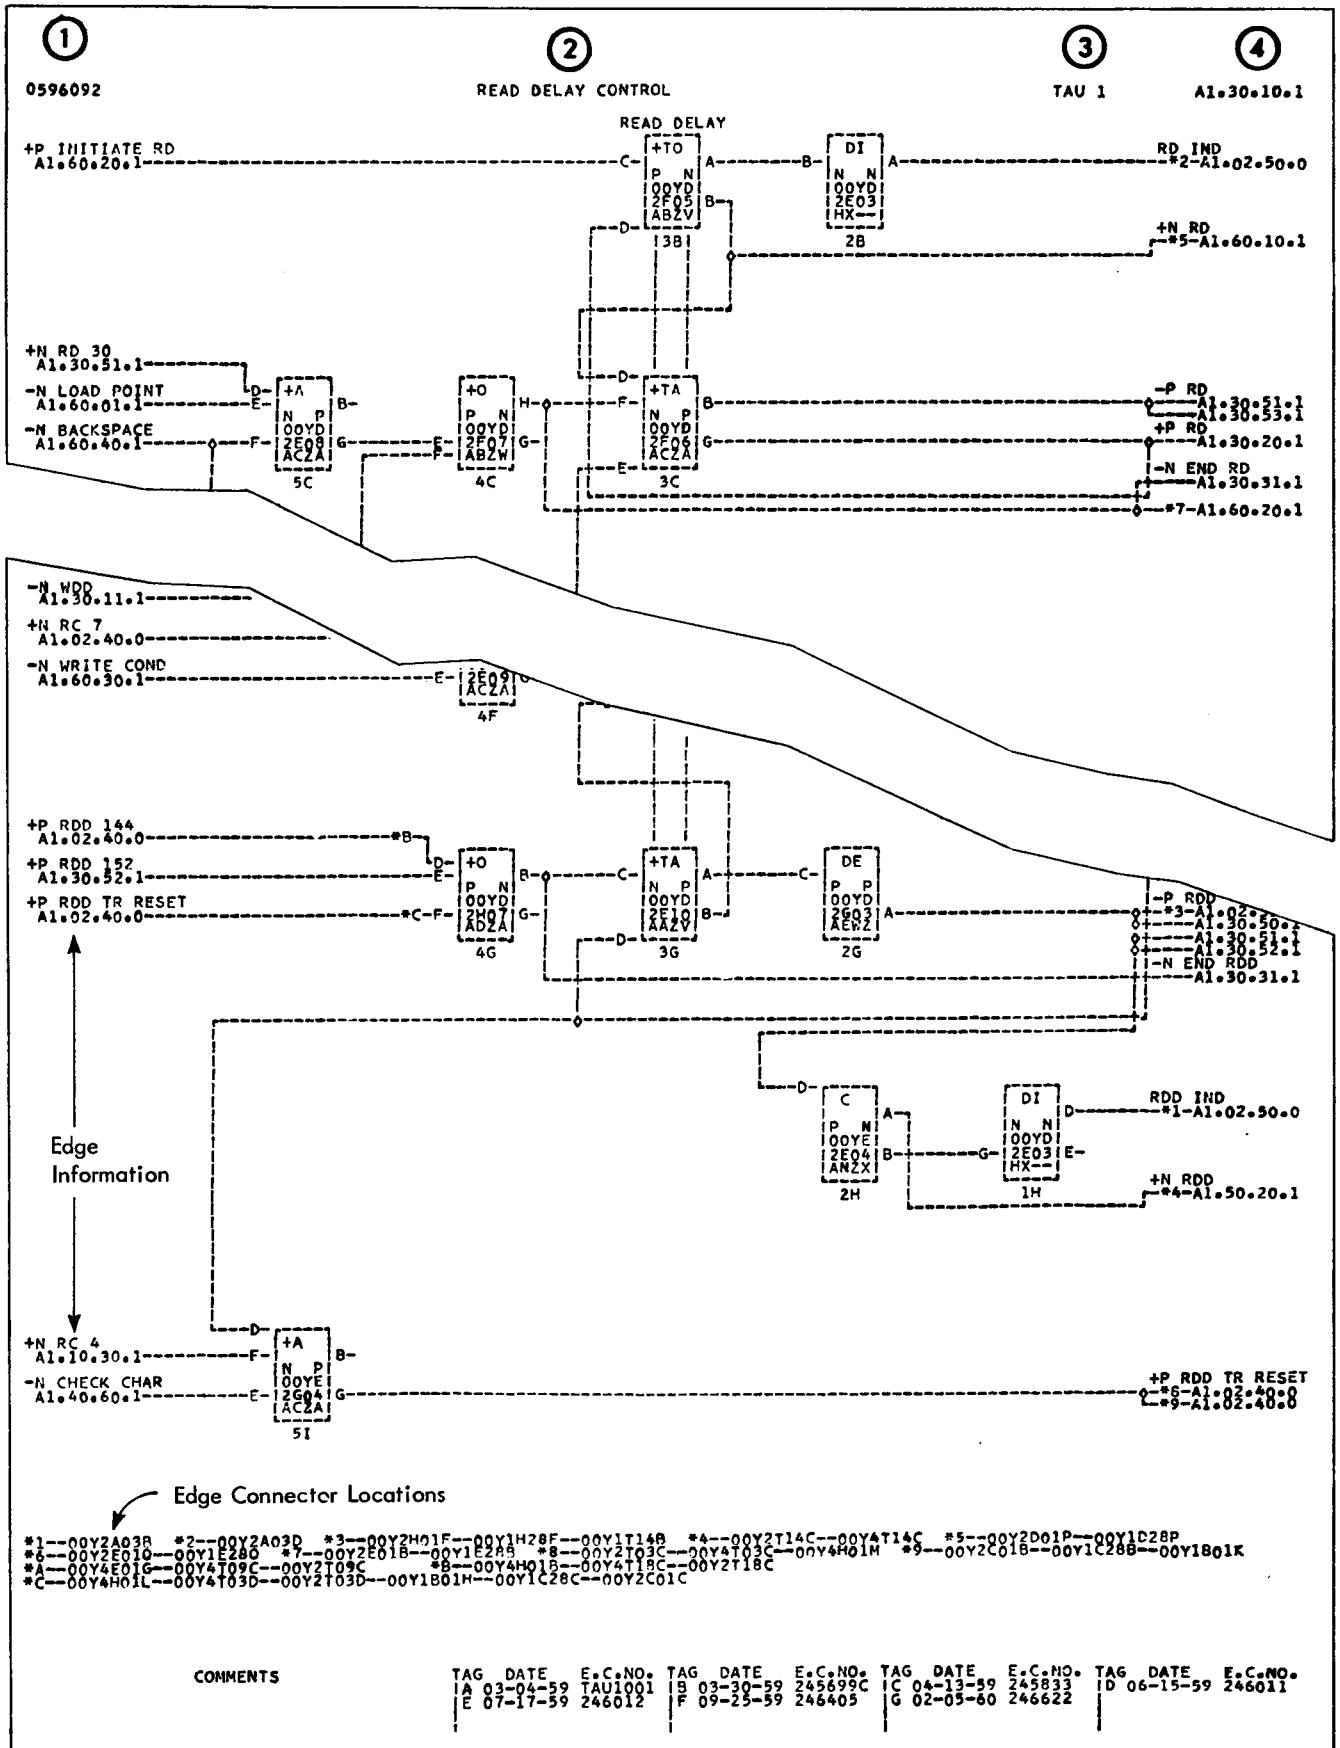 1 2 3 4
0596092 READ DELAY CONTROL TAU 1 A1.30.10.1
READ DELAY
+P INITIATE RD
A1.60.20.1 C +TO A B DI A RD IND
*2-A1.02.50.0
P N
00YD
2F05 B
ABZV
D
3B
N N
00YD
2E03
HX--
2B
+N RD
*5-A1.60.10.1
+N RD 30
A1.30.51.1
-N LOAD POINT
A1.60.01.1
-N BACKSPACE
A1.60.40.1
D
E
F
+A
N P
00YD
2E08
ACZA
B
G
5C
E
F
+O
P N
00YD
2F07
ABZW
H
G
4C
D
F
E
+TA
N P
00YD
2F06
ACZA
B
G
3C
-P RD
A1.30.51.1
A1.30.53.1
+P RD
A1.30.20.1
-N END RD
A1.30.31.1
*7-A1.60.20.1
-N WDD
A1.30.11.1
+N RC 7
A1.02.40.0
-N WRITE COND
A1.60.30.1
E
2E09
ACZA
4F
+P RDD 144
A1.02.40.0 *B
+P RDD 152
A1.30.52.1
+P RDD TR RESET
A1.02.40.0 *C-F
D
E
+O
P N
00YD
2H07
ADZA
B
G
4G
C
D
+TA
N P
00YD
2E10
AAZV
A
B
3G
C
DE
P P
00YD
2G03
AEWZ
A
2G
-P RDD
*3-A1.02.
A1.30.50.1
A1.30.51.1
A1.30.52.1
-N END RDD
A1.30.31.1
D
C
P N
00YE
2E04
ANZX
A
B
2H
G
DI
N N
00YD
2E03
HX--
D
E
1H
RDD IND
*1-A1.02.50.0
+N RDD
*4-A1.50.20.1
Edge
Information
+N RC 4
A1.10.30.1
-N CHECK CHAR
A1.40.60.1
D
F
E
+A
N P
00YE
2G04
ACZA
B
G
5I
+P RDD TR RESET
*6-A1.02.40.0
*9-A1.02.40.0
Edge Connector Locations
*1--00Y2A03B *2--00Y2A03D *3--00Y2H01F--00Y1H28F--00Y1T14B *4--00Y2T14C--00Y4T14C *5--00Y2D01P--00Y1D28P
*6--00Y2E01Q--00Y1E28Q *7--00Y2E01B--00Y1E28B *8--00Y2T03C--00Y4T03C--00Y4H01M *9--00Y2C01B--00Y1C28B--00Y1B01K
*A--00Y4E01G--00Y4T09C--00Y2T09C *B--00Y4H01B--00Y4T18C--00Y2T18C
*C--00Y4H01L--00Y4T03D--00Y2T03D--00Y1B01H--00Y1C28C--00Y2C01C
COMMENTS TAG DATE E.C.NO. TAG DATE E.C.NO. TAG DATE E.C.NO. TAG DATE E.C.NO.
A 03-04-59 TAU1001 B 03-30-59 245699C C 04-13-59 245833 D 06-15-59 246011
E 07-17-59 246012 F 09-25-59 246405 G 02-05-60 246622